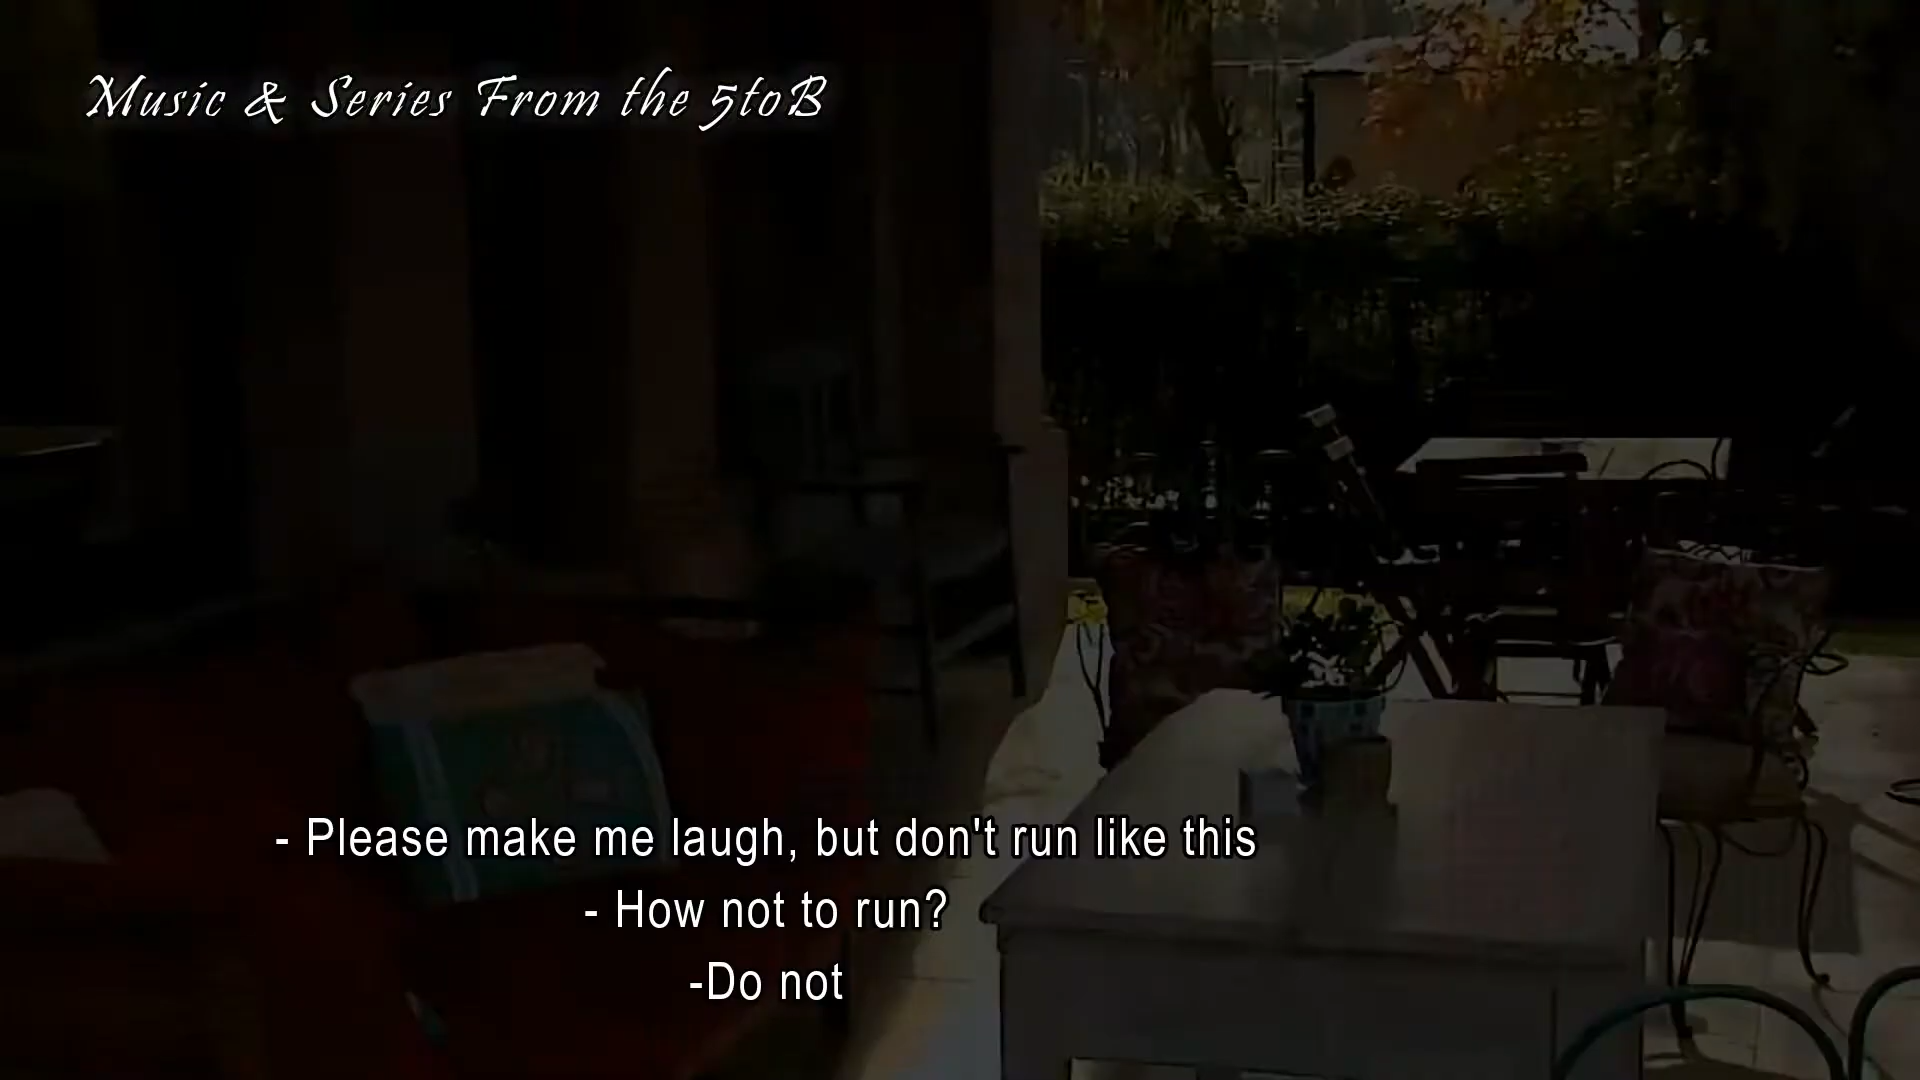 Music & Series From the 5toB
- Please make me laugh, but don't run like this
- How not to run?
-Do not